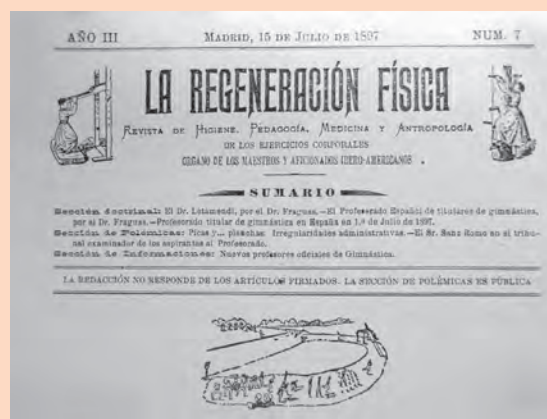 AÑO III MADRID, 15 DE JULIO DE 1897 NUM. 7
LA REGENERACIÓN FÍSICA
REVISTA DE HIGIENE, PEDAGOGÍA, MEDICINA Y ANTROPOLOGÍA
DE LOS EJERCICIOS CORPORALES
ORGANO DE LOS MAESTROS Y AFICIONADOS IBERO-AMERICANOS.
SUMARIO
Sección doctrinal: El Dr. Letamendi, por el Dr. Fraguas.—El Profesorado Español de titulares de gimnástica,
por el Dr. Fraguas.—Profesorado titular de gimnástica en España en 1.º de Julio de 1897.
Sección de Polémicas: Picas y... planchas. Irregularidades administrativas.—El Sr. Sanz Romo en el tribu-
nal examinador de los aspirantes al Profesorado.
Sección de Informaciones: Nuevos profesores oficiales de Gimnástica.
LA REDACCIÓN NO RESPONDE DE LOS ARTÍCULOS FIRMADOS. LA SECCIÓN DE POLÉMICAS ES PÚBLICA